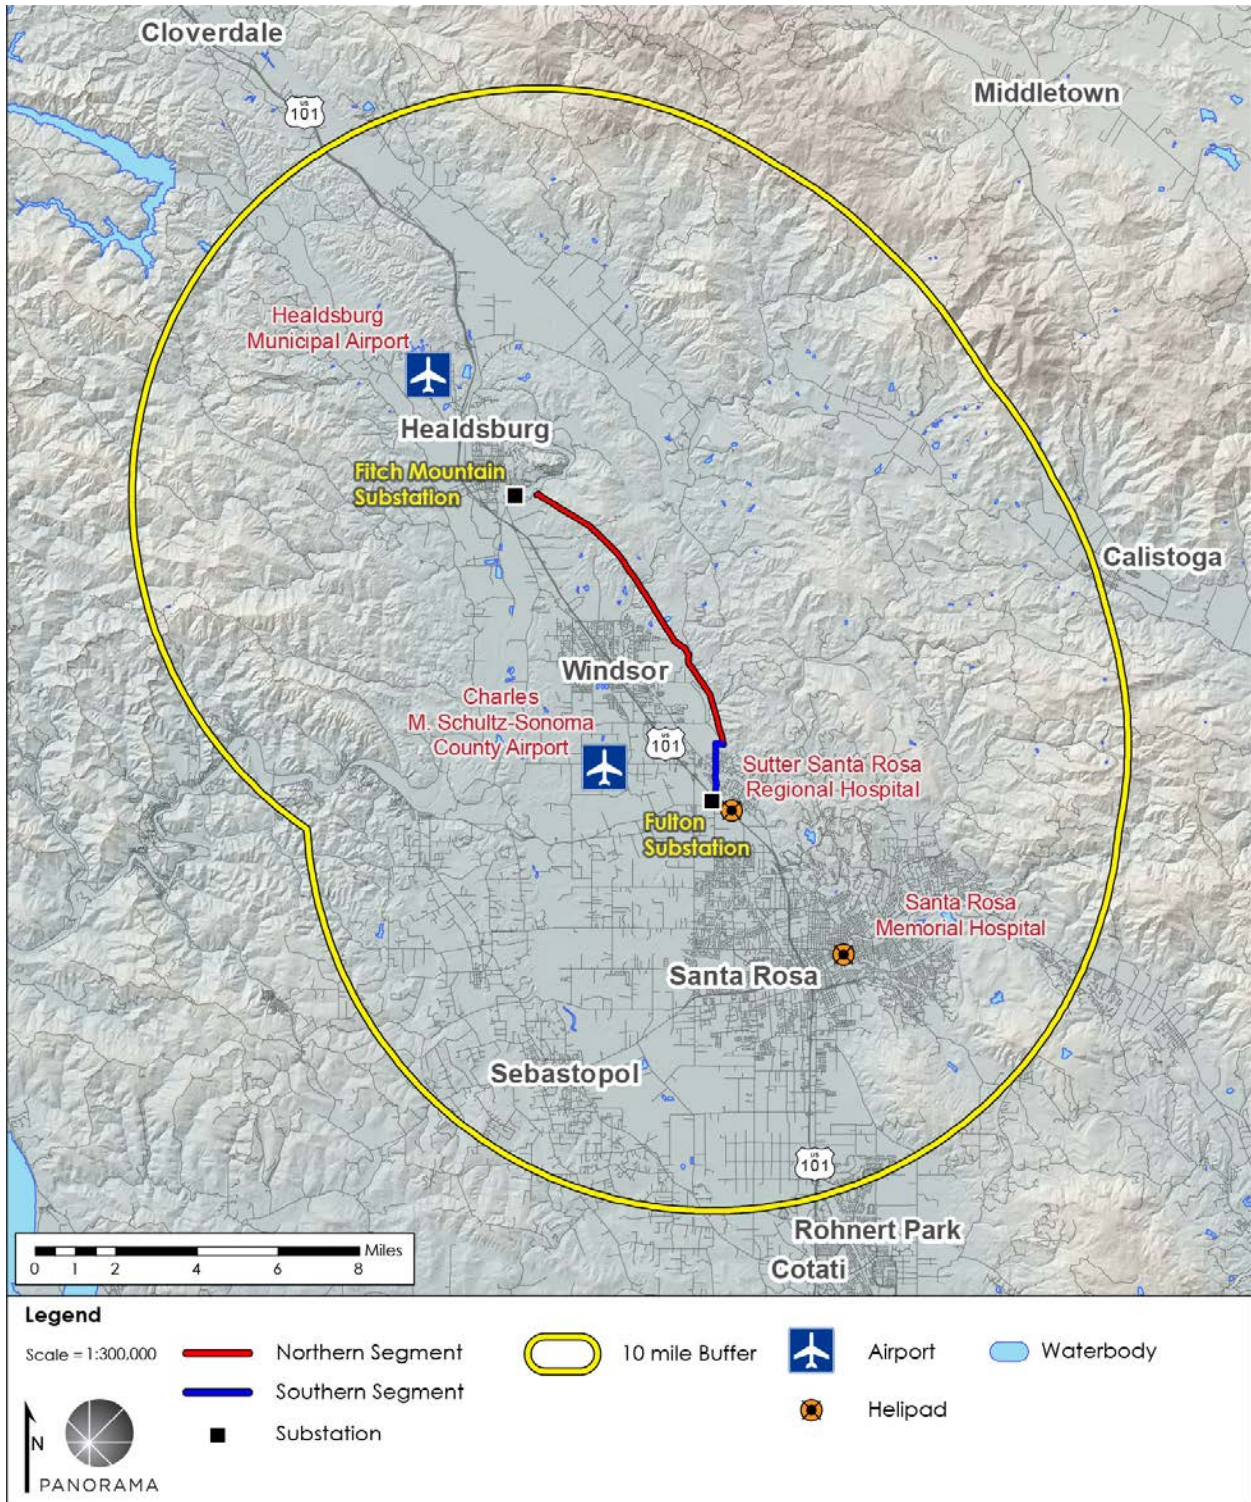 Cloverdale
US
101
Middletown
Healdsburg
Municipal Airport
Healdsburg
Fitch Mountain
Substation
Calistoga
Windsor
Charles
M. Schultz-Sonoma
County Airport
US
101
Sutter Santa Rosa
Regional Hospital
Fulton
Substation
Santa Rosa
Memorial Hospital
Santa Rosa
Sebastopol
US
101
Rohnert Park
Cotati
Miles
0 1 2 4 6 8
Legend
Scale = 1:300,000
Northern Segment
10 mile Buffer
Airport
Waterbody
Southern Segment
Helipad
Substation
N
PANORAMA